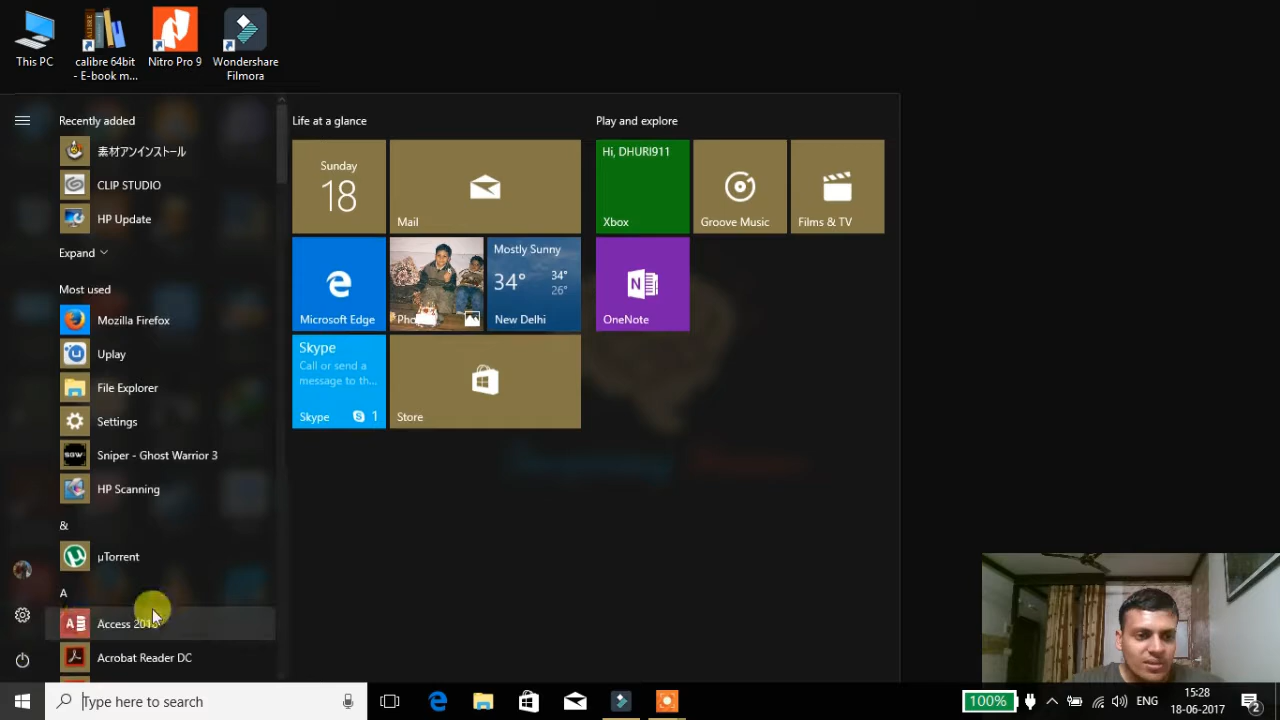 This PC
calibre 64bit
- E-book m...
Nitro Pro 9
Wondershare
Filmora
Recently added
素材アンインストール
CLIP STUDIO
HP Update
Expand
Most used
Mozilla Firefox
Uplay
File Explorer
Settings
Sniper - Ghost Warrior 3
HP Scanning
&
µTorrent
A
Access 2013
Acrobat Reader DC
Life at a glance
Sunday
18
Mail
Microsoft Edge
Mostly Sunny
34°
34°
26°
New Delhi
Skype
Call or send a
message to th...
Skype
1
Store
Play and explore
Hi, DHURI911
Xbox
Groove Music
Films & TV
OneNote
Type here to search
100%
ENG
15:28
18-06-2017
2